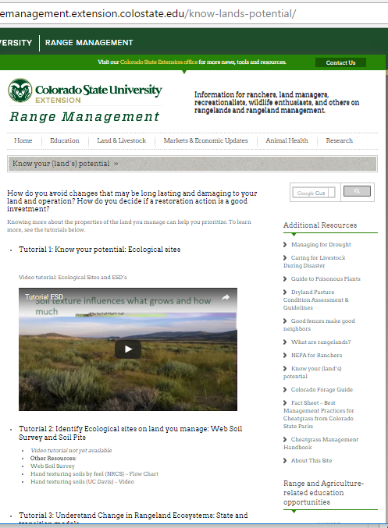 emanagement.extension.colostate.edu/know-lands-potential/
VERSITY RANGE MANAGEMENT
Visit our Colorado State Extension office for more news, tools and resources. Contact Us
Colorado State University
EXTENSION
Range Management
Information for ranchers, land managers,
recreationalists, wildlife enthusiasts, and others on
rangelands and rangeland management.
Home Education Land & Livestock Markets & Economic Updates Animal Health Research
Know your (land's) potential »
How do you avoid changes that may be long lasting and damaging to your
land and operation? How do you decide if a restoration action is a good
investment?
Knowing more about the properties of the land you manage can help you prioritize. To learn
more, see the tutorials below.
Tutorial 1: Know your potential: Ecological sites
Video tutorial: Ecological Sites and ESD's
Tutorial ESD
Soil texture influences what grows and how
much
Tutorial 2: Identify Ecological sites on land you manage: Web Soil
Survey and Soil Pits
Video tutorial not yet available
Other Resources
Web Soil Survey
Hand texturing soils by feel (NRCS) - Flow Chart
Hand texturing soils (UC Davis) - Video
Tutorial 3: Understand Change in Rangeland Ecosystems: State and
transition models
Google
Additional Resources
Managing for Drought
Caring for Livestock
During Disaster
Guide to Poisonous Plants
Dryland Pasture
Condition Assessment &
Guidelines
Good fences make good
neighbors
What are rangelands?
NEPA for Ranchers
Know your (land's)
potential
Colorado Forage Guide
Fact Sheet – Best
Management Practices for
Cheatgrass from Colorado
State Parks
Cheatgrass Management
Handbook
About This Site
Range and Agriculture-
related education
opportunities